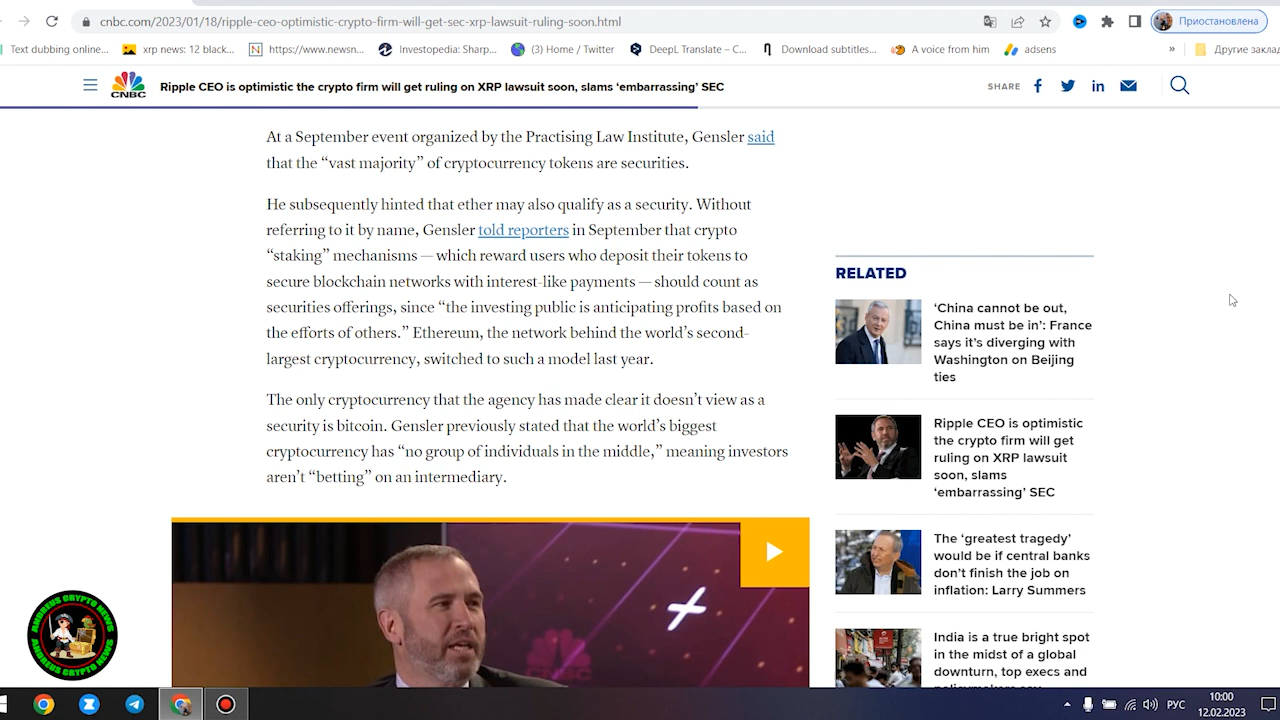 cnbc.com/2023/01/18/ripple-ceo-optimistic-crypto-firm-will-get-sec-xrp-lawsuit-ruling-soon.html
Приостановлена
Text dubbing online... xrp news: 12 black... https://www.newsn... Investopedia: Sharp... (3) Home / Twitter DeepL Translate – C... Download subtitles... A voice from him adsens » Другие закла
CNBC Ripple CEO is optimistic the crypto firm will get ruling on XRP lawsuit soon, slams ‘embarrassing’ SEC SHARE
At a September event organized by the Practising Law Institute, Gensler said
that the “vast majority” of cryptocurrency tokens are securities.
He subsequently hinted that ether may also qualify as a security. Without
referring to it by name, Gensler told reporters in September that crypto
“staking” mechanisms — which reward users who deposit their tokens to
secure blockchain networks with interest-like payments — should count as
securities offerings, since “the investing public is anticipating profits based on
the efforts of others.” Ethereum, the network behind the world’s second-
largest cryptocurrency, switched to such a model last year.
The only cryptocurrency that the agency has made clear it doesn’t view as a
security is bitcoin. Gensler previously stated that the world’s biggest
cryptocurrency has “no group of individuals in the middle,” meaning investors
aren’t “betting” on an intermediary.
RELATED
‘China cannot be out,
China must be in’: France
says it’s diverging with
Washington on Beijing
ties
Ripple CEO is optimistic
the crypto firm will get
ruling on XRP lawsuit
soon, slams
‘embarrassing’ SEC
The ‘greatest tragedy’
would be if central banks
don’t finish the job on
inflation: Larry Summers
India is a true bright spot
in the midst of a global
downturn, top execs and
ANDREUS CRYPTO NEWS
ANDREUS CRYPTO NEWS
РУС
10:00
12.02.2023